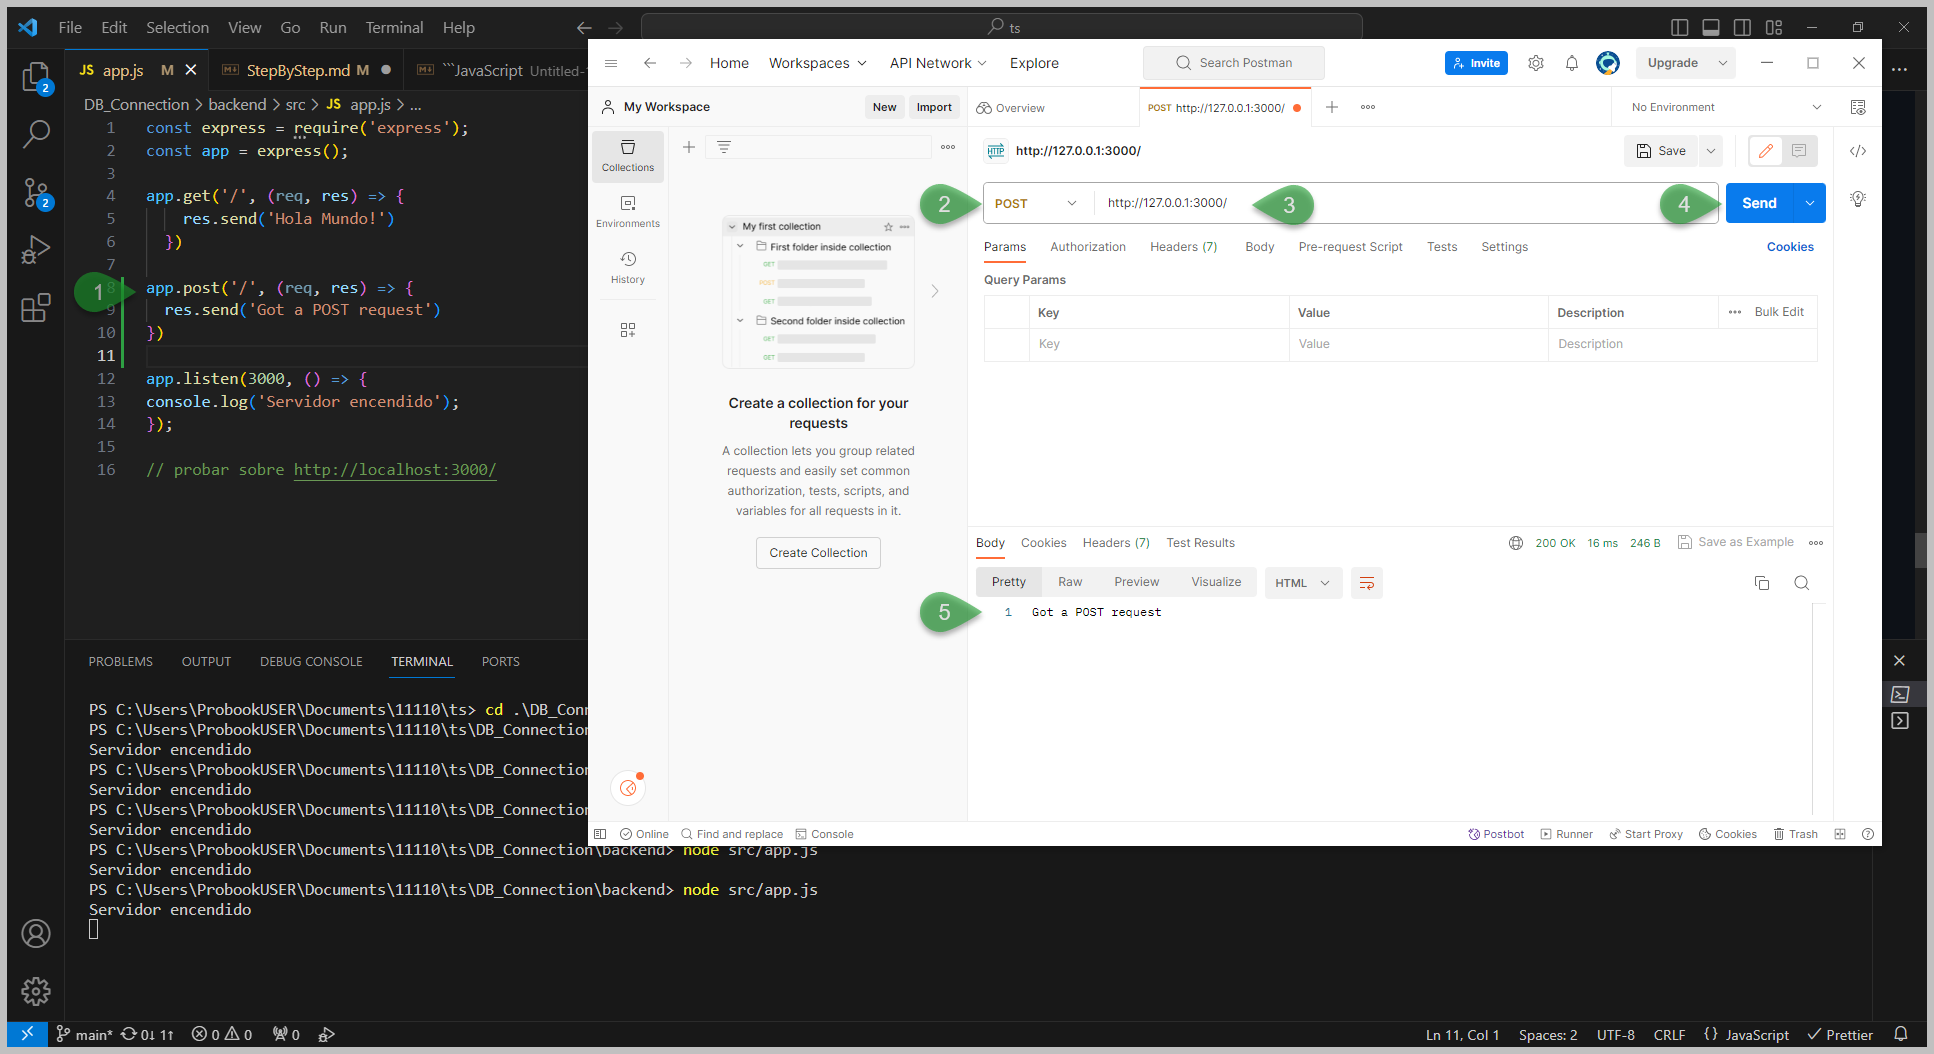 File Edit Selection View Go Run Terminal Help
ts
JS app.js M
StepByStep.md M
```JavaScript Untitled-
DB_Connection > backend > src > JS app.js > ...
1 const express = require('express');
2 const app = express();
3
4 app.get('/', (req, res) => {
5 res.send('Hola Mundo!')
6 })
7
8 app.post('/', (req, res) => {
9 res.send('Got a POST request')
10 })
11
12 app.listen(3000, () => {
13 console.log('Servidor encendido');
14 });
15
16 // probar sobre http://localhost:3000/
2
2
1
Home Workspaces API Network Explore
Search Postman
Invite
Upgrade
My Workspace
New Import
Overview
POST http://127.0.0.1:3000/
No Environment
Collections
Environments
History
HTTP http://127.0.0.1:3000/
Save
2 POST http://127.0.0.1:3000/ 3
4 Send
Params Authorization Headers (7) Body Pre-request Script Tests Settings Cookies
Query Params
Key Value Description Bulk Edit
Key Value Description
My first collection
First folder inside collection
GET
POST
GET
Second folder inside collection
GET
GET
Create a collection for your
requests
A collection lets you group related
requests and easily set common
authorization, tests, scripts, and
variables for all requests in it.
Create Collection
Body Cookies Headers (7) Test Results
200 OK 16 ms 246 B Save as Example
Pretty Raw Preview Visualize HTML
5 1 Got a POST request
Online Find and replace Console
Postbot Runner Start Proxy Cookies Trash
PROBLEMS OUTPUT DEBUG CONSOLE TERMINAL PORTS
PS C:\Users\ProbookUSER\Documents\11110\ts> cd .\DB_Conn
PS C:\Users\ProbookUSER\Documents\11110\ts\DB_Connection
Servidor encendido
PS C:\Users\ProbookUSER\Documents\11110\ts\DB_Connection
Servidor encendido
PS C:\Users\ProbookUSER\Documents\11110\ts\DB_Connection
Servidor encendido
PS C:\Users\ProbookUSER\Documents\11110\ts\DB_Connection\backend> node src/app.js
Servidor encendido
PS C:\Users\ProbookUSER\Documents\11110\ts\DB_Connection\backend> node src/app.js
Servidor encendido
main* 0↓ 1↑ 0 0 0
Ln 11, Col 1 Spaces: 2 UTF-8 CRLF {} JavaScript Prettier